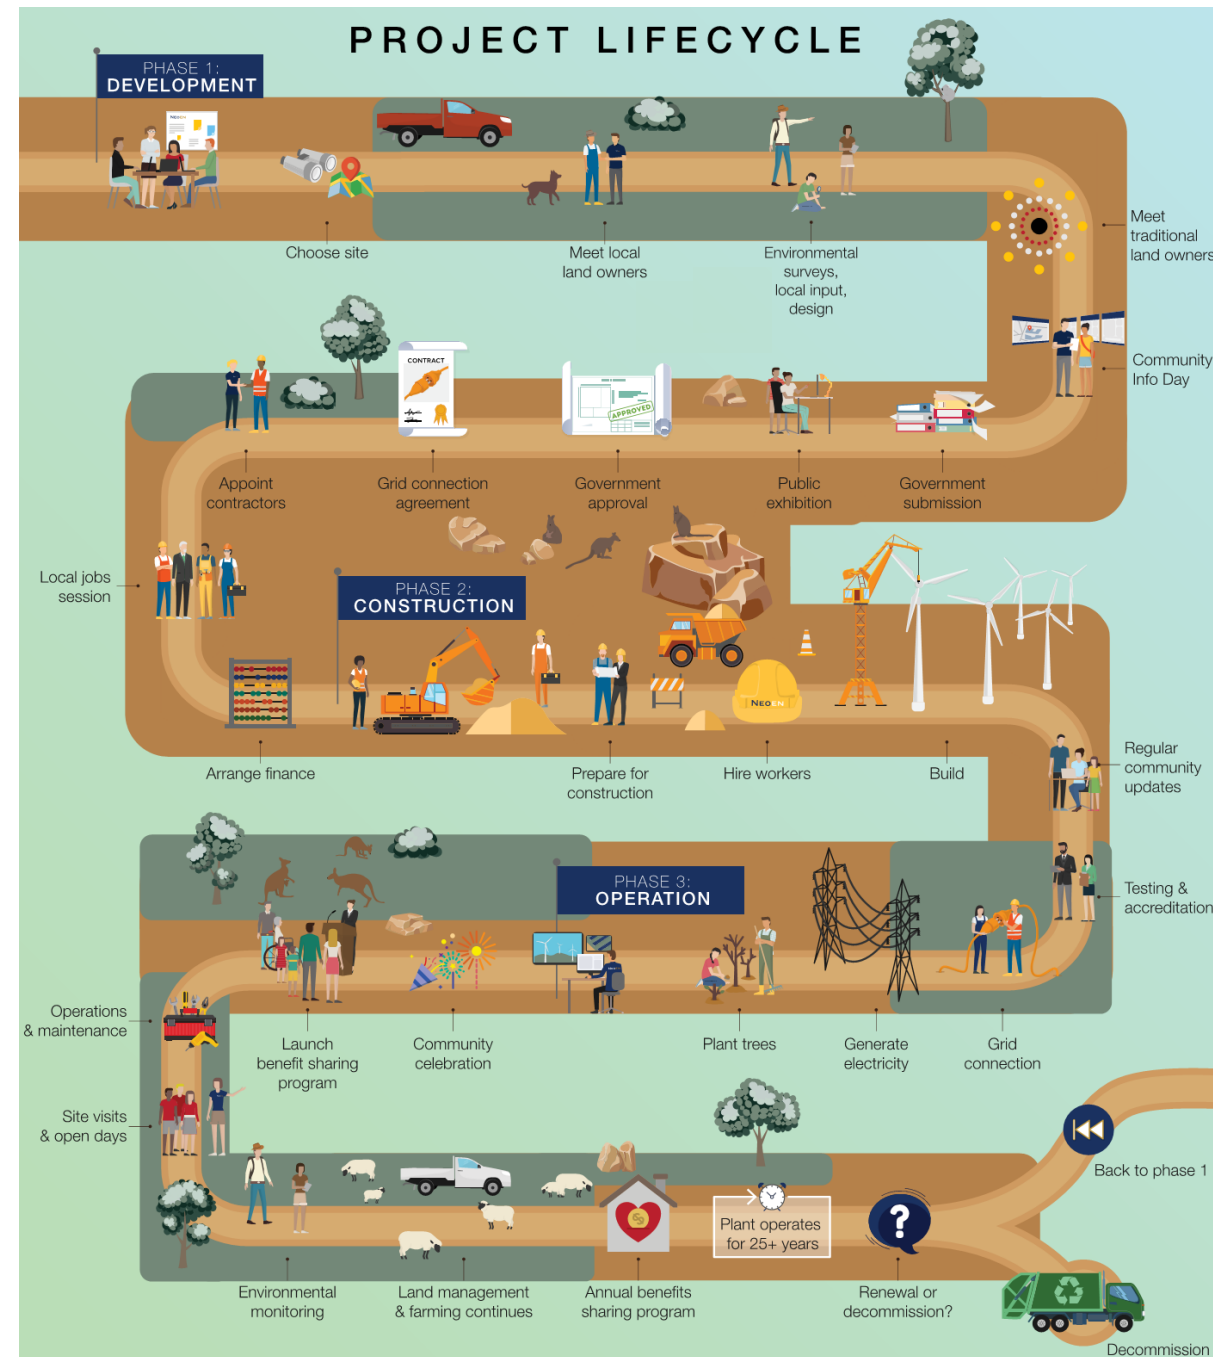 PROJECT LIFECYCLE
PHASE 1:
DEVELOPMENT
NEOEN
Choose site
Meet local
land owners
Environmental
surveys,
local input,
design
Meet
traditional
land owners
Community
Info Day
Government
submission
Public
exhibition
APPROVED
Government
approval
CONTRACT
Grid connection
agreement
Appoint
contractors
Local jobs
session
Arrange finance
PHASE 2:
CONSTRUCTION
Prepare for
construction
NEOEN
Hire workers
Build
Regular
community
updates
Testing &
accreditation
Grid
connection
Generate
electricity
Plant trees
PHASE 3:
OPERATION
Community
celebration
Launch
benefit sharing
program
Operations
& maintenance
Site visits
& open days
Environmental
monitoring
Land management
& farming continues
Annual benefits
sharing program
Plant operates
for 25+ years
?
Renewal or
decommission?
Back to phase 1
Decommission